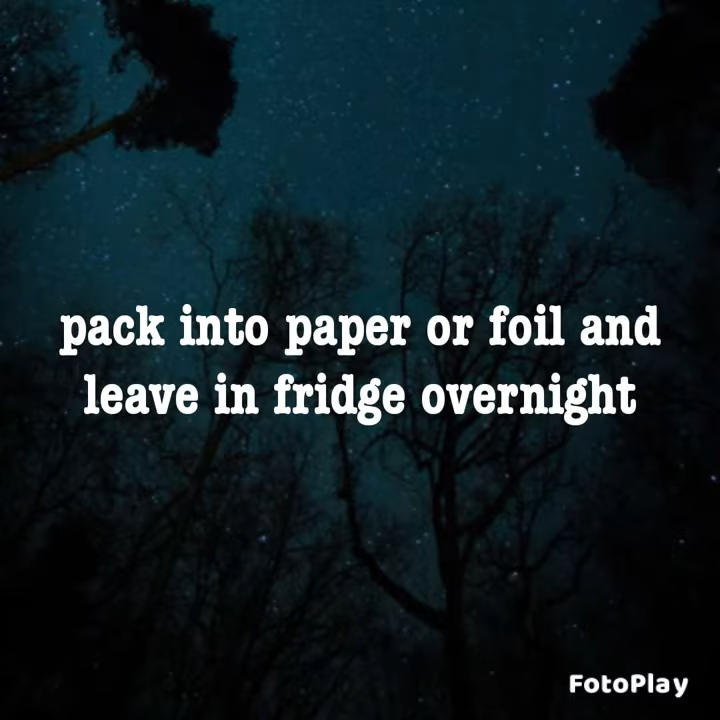 pack into paper or foil and
leave in fridge overnight
FotoPlay